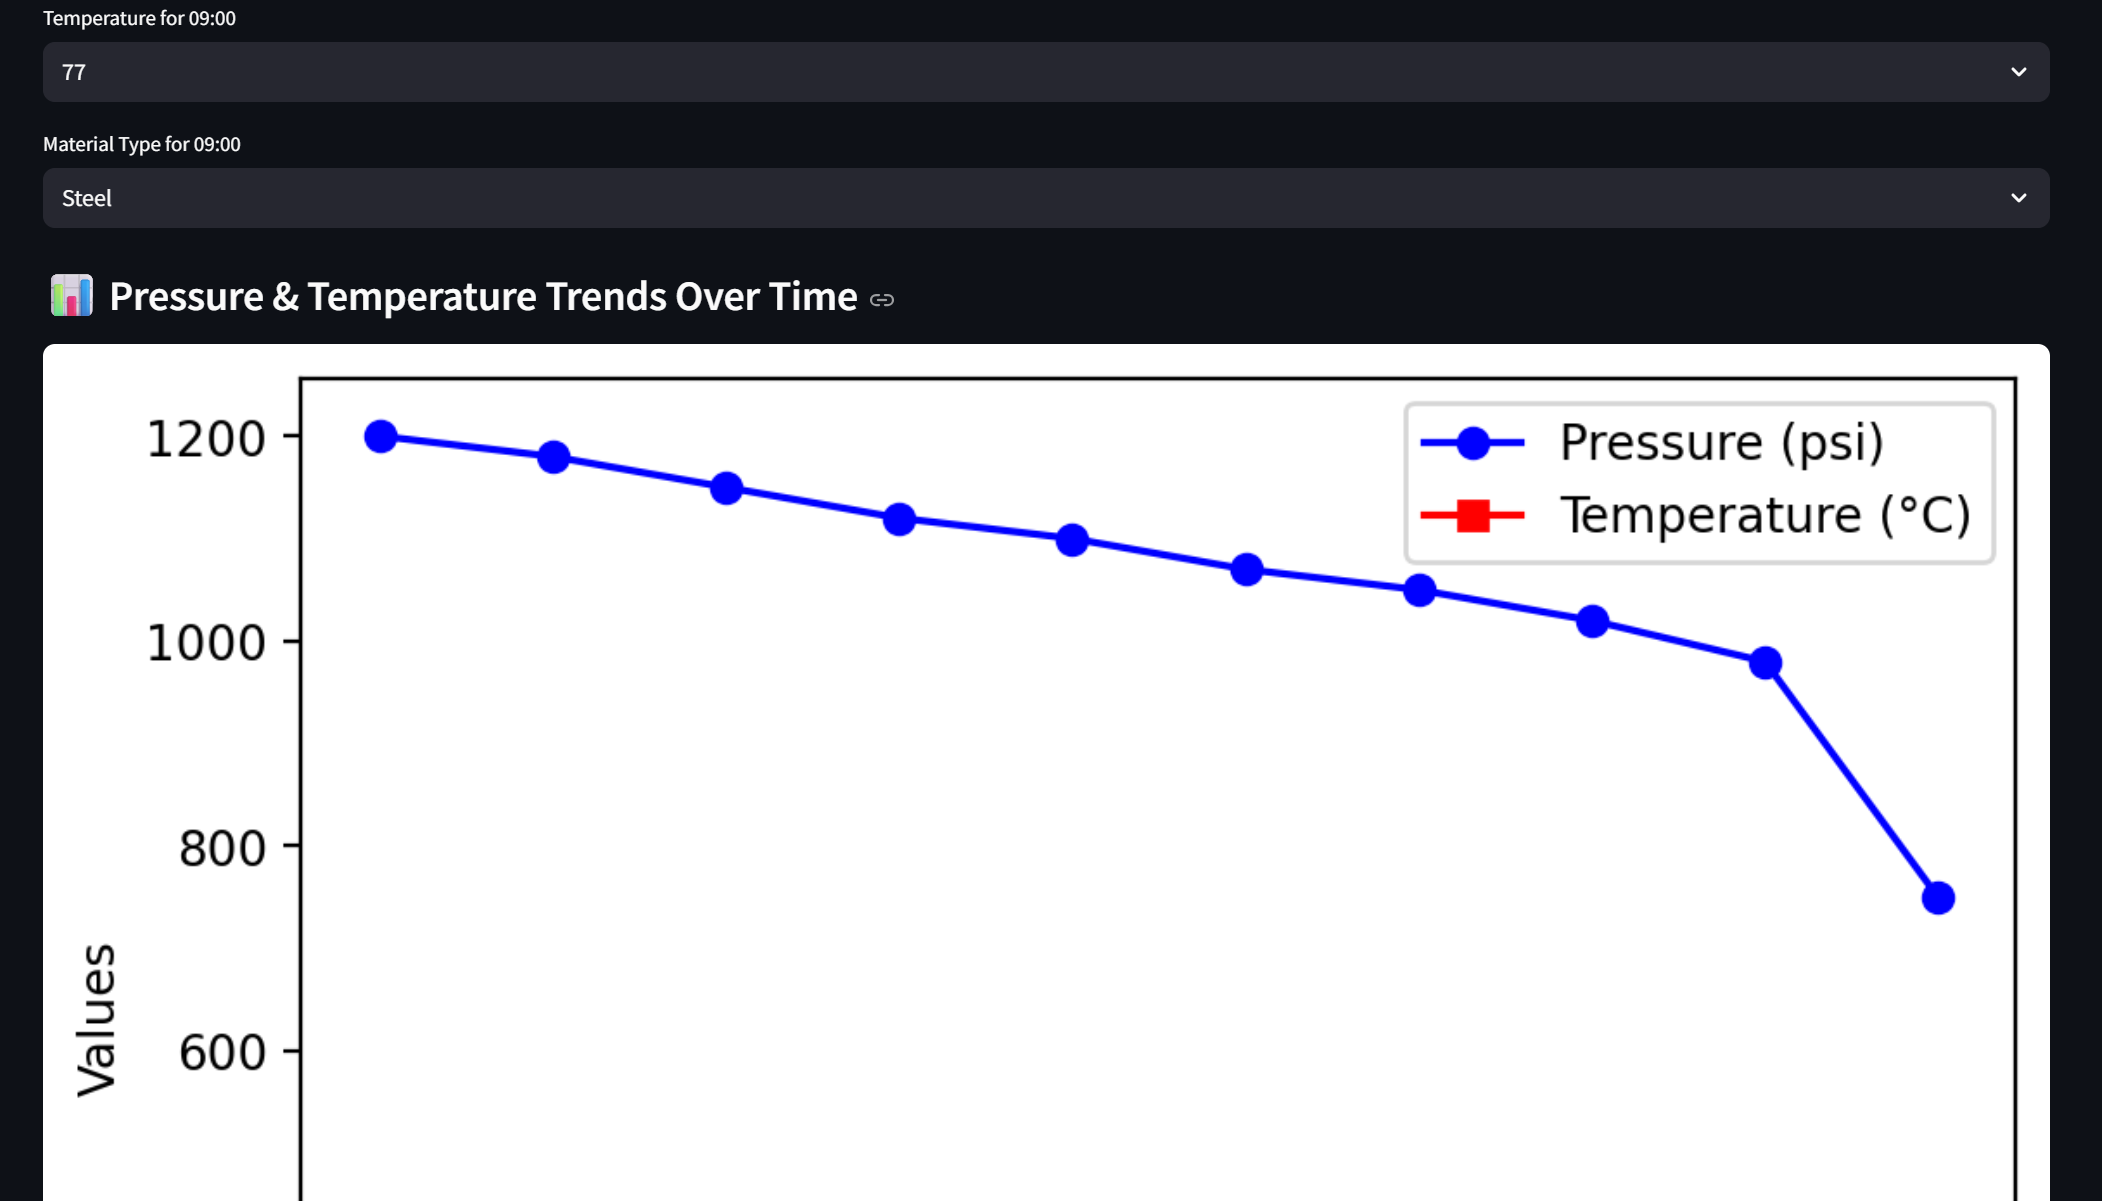 Temperature for 09:00
77
Material Type for 09:00
Steel
Pressure & Temperature Trends Over Time
Pressure (psi)
Temperature (°C)
1200
1000
800
600
Values